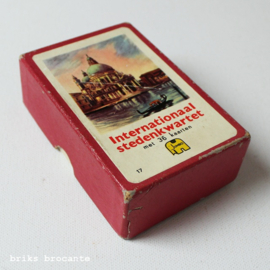 Internationaal
stedenkwartet
met 36 kaarten
17
briks brocante